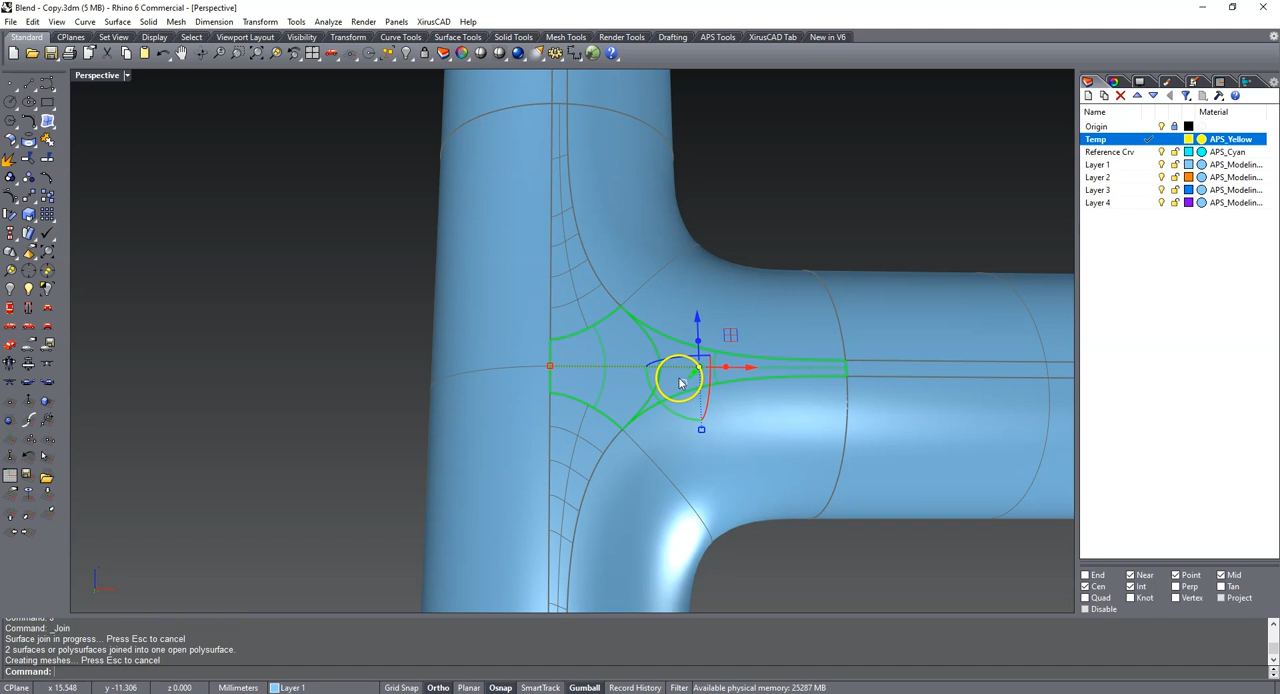 Blend - Copy.3dm (5 MB) - Rhino 6 Commercial - [Perspective]
File Edit View Curve Surface Solid Mesh Dimension Transform Tools Analyze Render Panels XirusCAD Help
Standard CPlanes Set View Display Select Viewport Layout Visibility Transform Curve Tools Surface Tools Solid Tools Mesh Tools Render Tools Drafting APS Tools XirusCAD Tab New in V6
Perspective
Name Material
Origin
Temp APS_Yellow
Reference Crv APS_Cyan
Layer 1 APS_Modelin...
Layer 2 APS_Modelin...
Layer 3 APS_Modelin...
Layer 4 APS_Modelin...
End Near Point Mid
Cen Int Perp Tan
Quad Knot Vertex Project
Disable
Command: _Join
Surface join in progress... Press Esc to cancel
2 surfaces or polysurfaces joined into one open polysurface.
Creating meshes... Press Esc to cancel
Command:
CPlane x 15.548 y -11.306 z 0.000 Millimeters Layer 1 Grid Snap Ortho Planar Osnap SmartTrack Gumball Record History Filter Available physical memory: 25287 MB